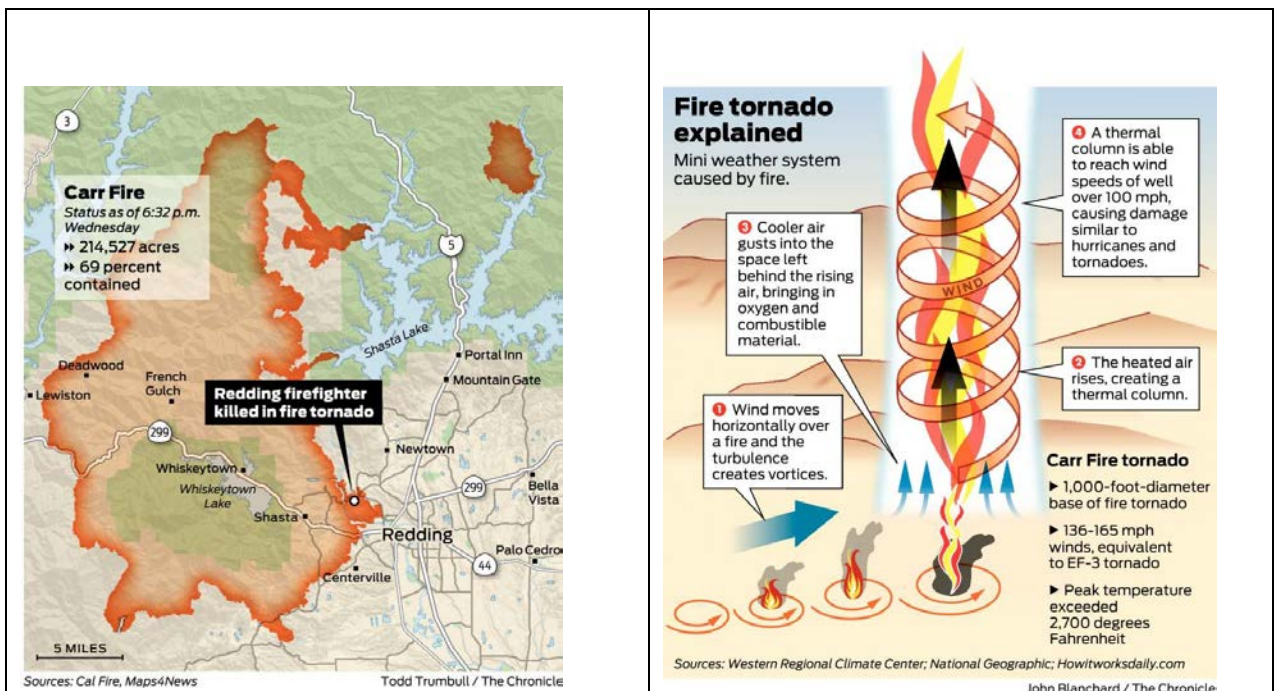 3
Carr Fire
Status as of 6:32 p.m.
Wednesday
214,527 acres
69 percent
contained
5
Shasta Lake
Portal Inn
Mountain Gate
Deadwood
Lewiston
French
Gulch
Redding firefighter
killed in fire tornado
299
Newtown
Whiskeytown
Whiskeytown
Lake
299
Bella
Vista
Shasta
Redding
Palo Cedro
44
Centerville
5 MILES
Sources: Cal Fire, Maps4News
Todd Trumbull / The Chronicle
Fire tornado
explained
Mini weather system
caused by fire.
4 A thermal
column is able
to reach wind
speeds of well
over 100 mph,
causing damage
similar to
hurricanes and
tornadoes.
3 Cooler air
gusts into the
space left
behind the rising
air, bringing in
oxygen and
combustible
material.
WIND
2 The heated air
rises, creating a
thermal column.
1 Wind moves
horizontally over
a fire and the
turbulence
creates vortices.
Carr Fire tornado
1,000-foot-diameter
base of fire tornado
136-165 mph
winds, equivalent
to EF-3 tornado
Peak temperature
exceeded
2,700 degrees
Fahrenheit
Sources: Western Regional Climate Center; National Geographic; Howitworksdaily.com
John Blanchard / The Chronicle